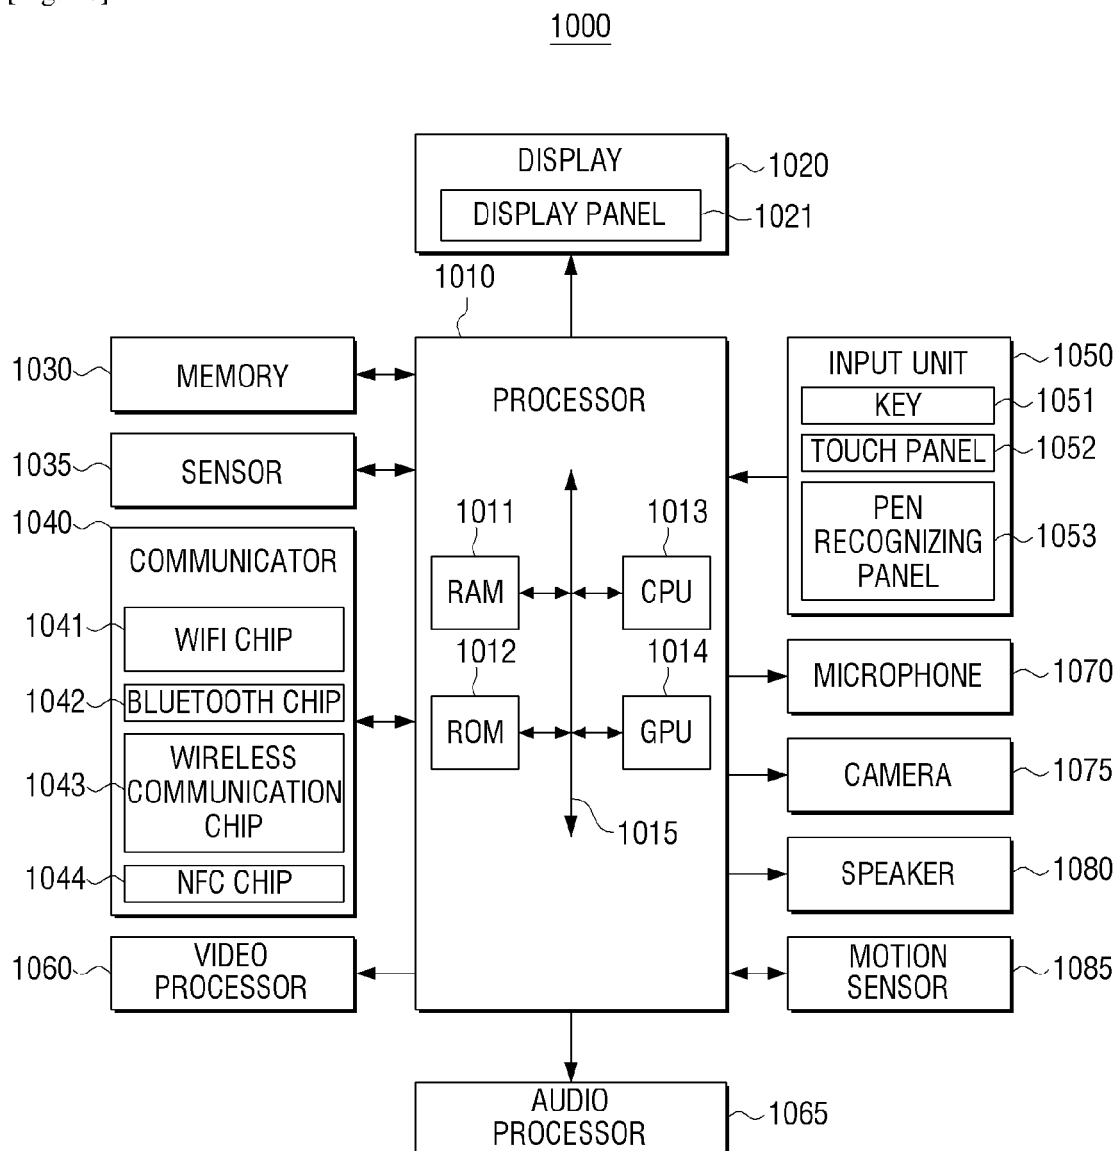 1000
DISPLAY
1020
DISPLAY PANEL
1021
1010
1030
MEMORY
PROCESSOR
INPUT UNIT
1050
KEY
1051
TOUCH PANEL
1052
PEN
RECOGNIZING
PANEL
1053
1035
SENSOR
1040
COMMUNICATOR
1041
WIFI CHIP
1042
BLUETOOTH CHIP
1043
WIRELESS
COMMUNICATION
CHIP
1044
NFC CHIP
1011
RAM
1013
CPU
1012
ROM
1014
GPU
1015
MICROPHONE
1070
CAMERA
1075
SPEAKER
1080
1060
VIDEO
PROCESSOR
MOTION
SENSOR
1085
AUDIO
PROCESSOR
1065